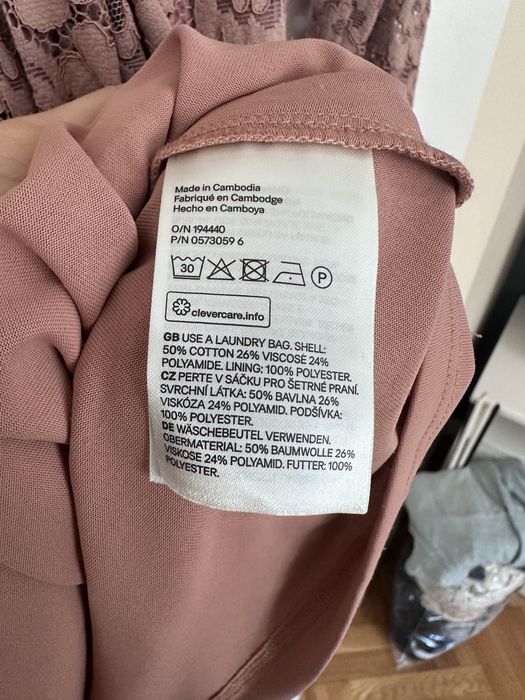 Made in Cambodia
Fabriqué en Cambodge
Hecho en Camboya
O/N 194440
P/N 0573059 6
30 P
clevercare.info
GB USE A LAUNDRY BAG. SHELL:
50% COTTON 26% VISCOSE 24%
POLYAMIDE. LINING: 100% POLYESTER.
CZ PERTE V SÁČKU PRO ŠETRNÉ PRANÍ.
SVRCHNÍ LÁTKA: 50% BAVLNA 26%
VISKÓZA 24% POLYAMID. PODŠÍVKA:
100% POLYESTER.
DE WÄSCHEBEUTEL VERWENDEN.
OBERMATERIAL: 50% BAUMWOLLE 26%
VISKOSE 24% POLYAMID. FUTTER: 100%
POLYESTER.